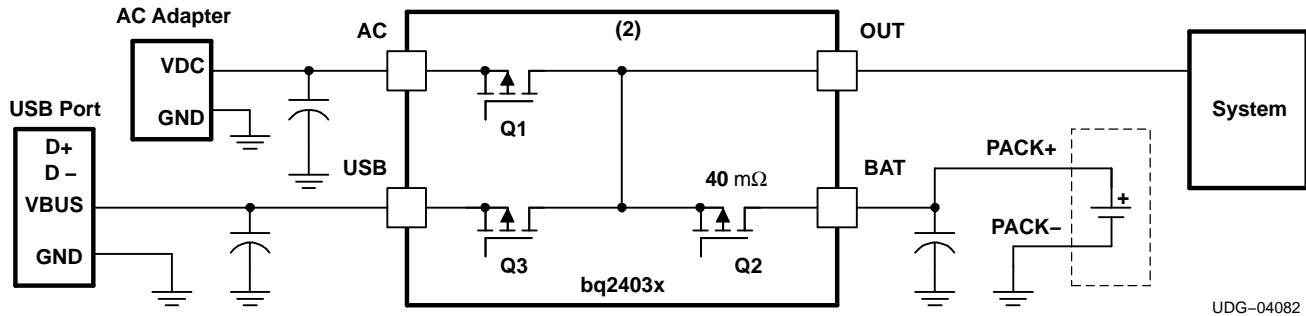 AC Adapter
VDC
GND
USB Port
D+
D −
VBUS
GND
AC
USB
(2)
Q1
Q3
40 mΩ
Q2
bq2403x
OUT
BAT
PACK+
+
PACK−
System
UDG−04082